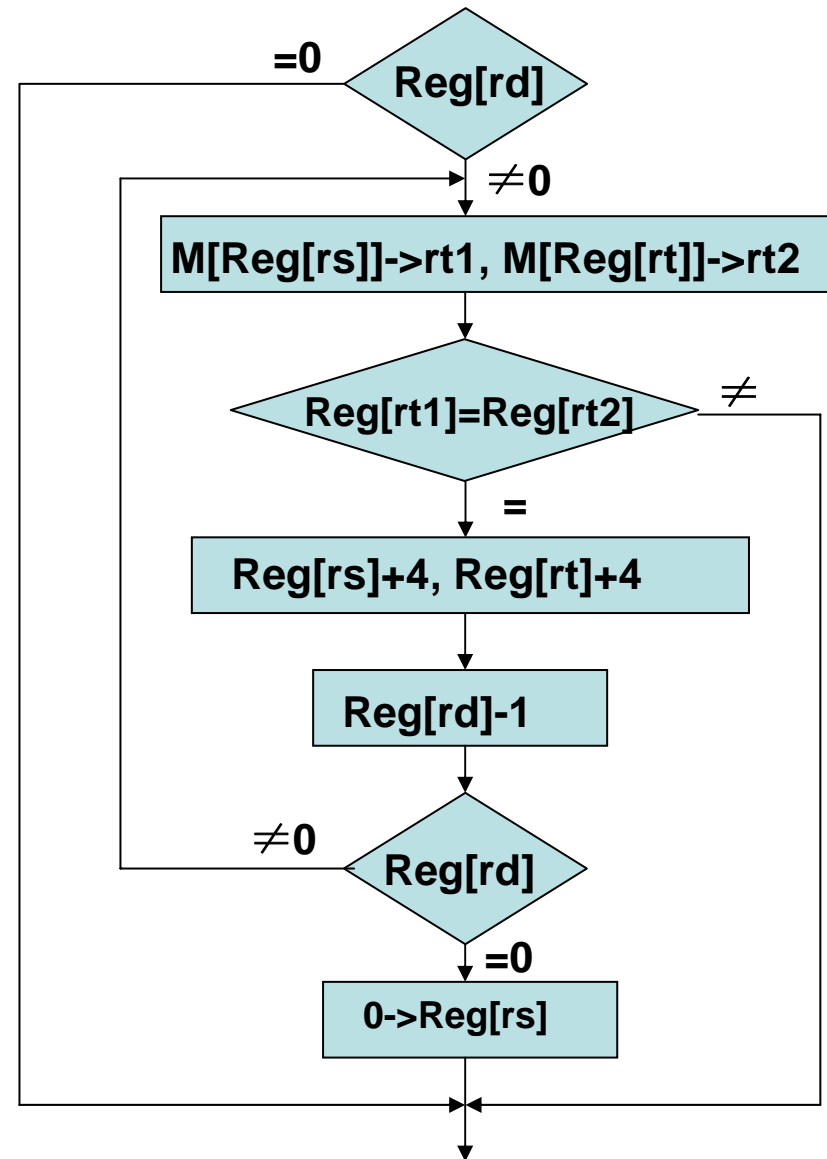 =0
Reg[rd]
≠0
M[Reg[rs]]->rt1, M[Reg[rt]]->rt2
Reg[rt1]=Reg[rt2]
≠
=
Reg[rs]+4, Reg[rt]+4
Reg[rd]-1
≠0
Reg[rd]
=0
0->Reg[rs]